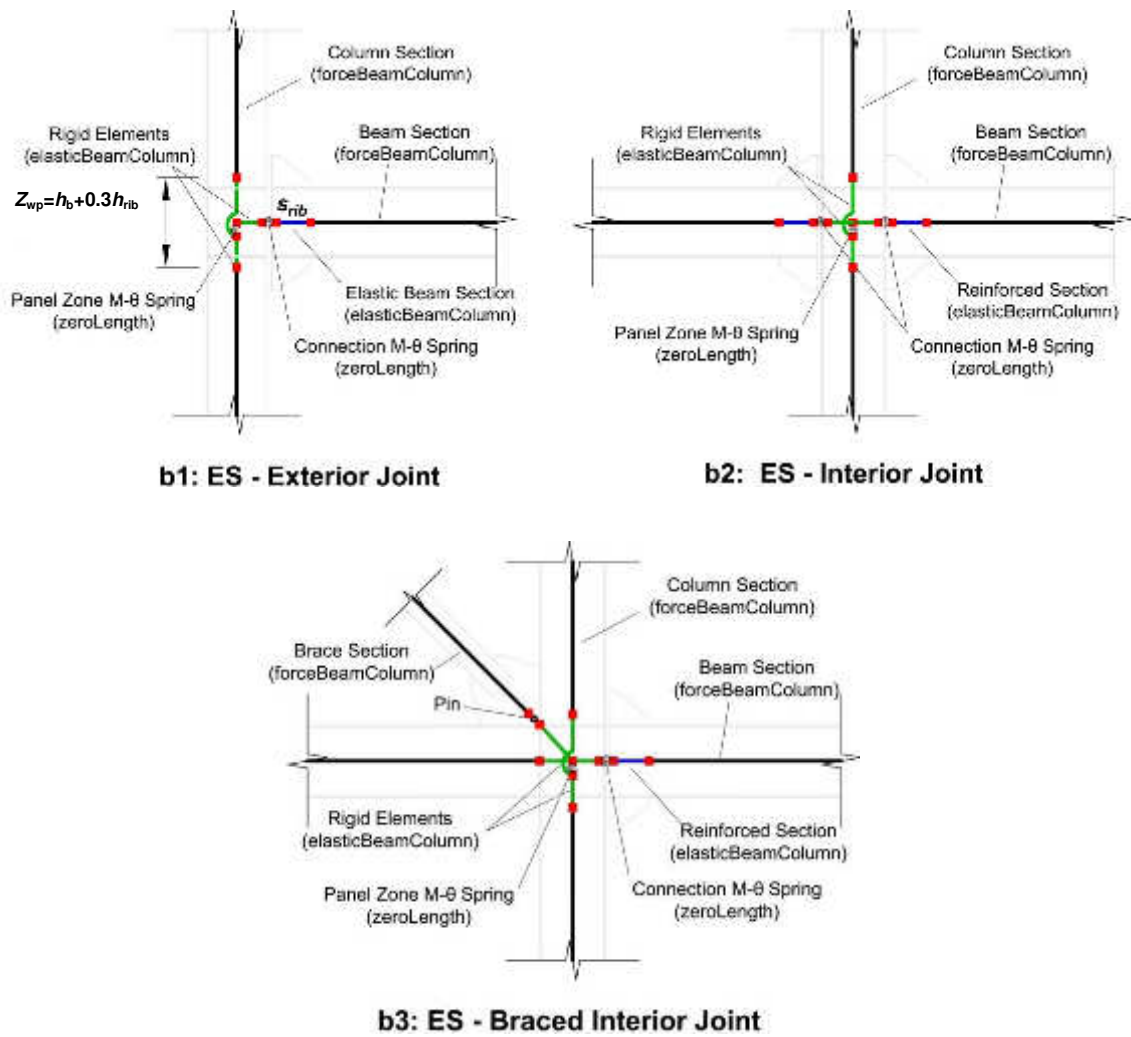 Column Section
(forceBeamColumn)
Rigid Elements
(elasticBeamColumn)
Beam Section
(forceBeamColumn)
Zwp=hb+0.3hrib
srib
Panel Zone M-θ Spring
(zeroLength)
Elastic Beam Section
(elasticBeamColumn)
Connection M-θ Spring
(zeroLength)
b1: ES - Exterior Joint
Column Section
(forceBeamColumn)
Rigid Elements
(elasticBeamColumn)
Beam Section
(forceBeamColumn)
Reinforced Section
(elasticBeamColumn)
Panel Zone M-θ Spring
(zeroLength)
Connection M-θ Spring
(zeroLength)
b2: ES - Interior Joint
Column Section
(forceBeamColumn)
Brace Section
(forceBeamColumn)
Beam Section
(forceBeamColumn)
Pin
Rigid Elements
(elasticBeamColumn)
Reinforced Section
(elasticBeamColumn)
Panel Zone M-θ Spring
(zeroLength)
Connection M-θ Spring
(zeroLength)
b3: ES - Braced Interior Joint